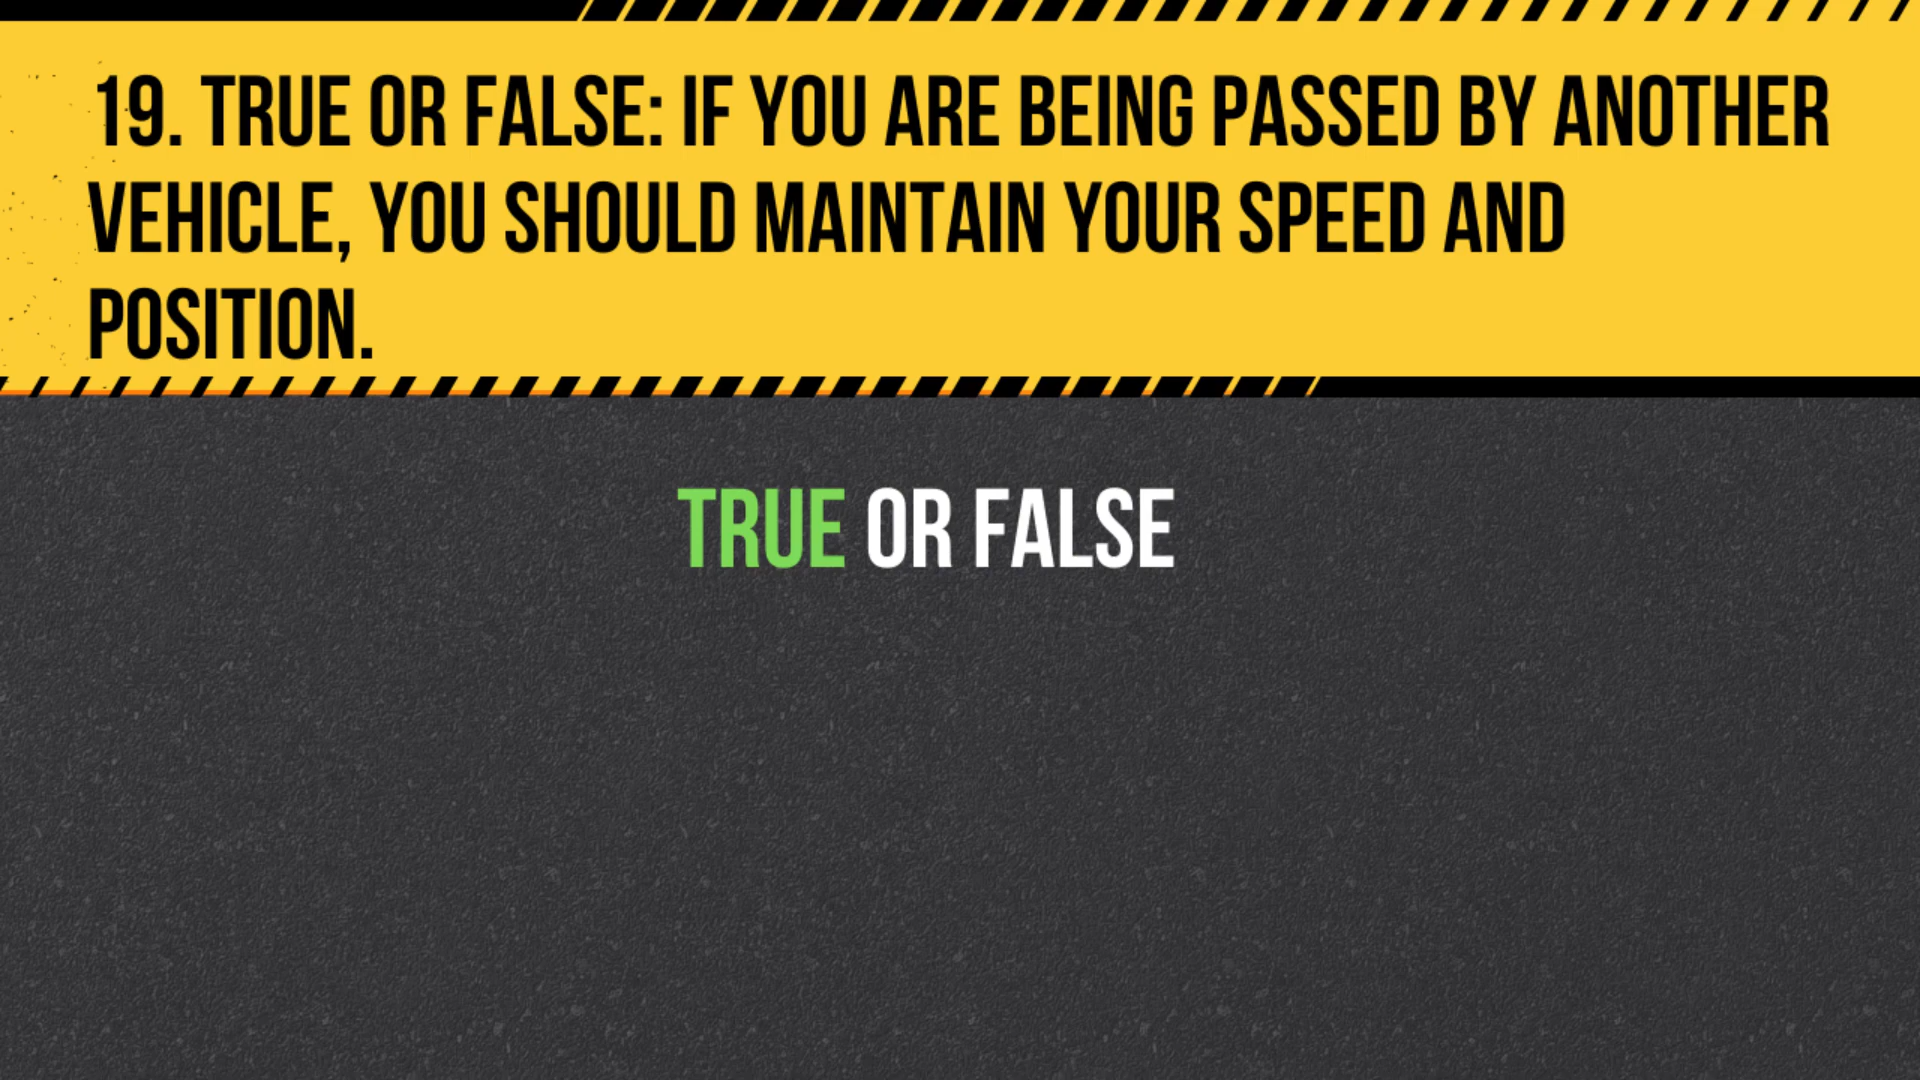 19. TRUE OR FALSE: IF YOU ARE BEING PASSED BY ANOTHER
VEHICLE, YOU SHOULD MAINTAIN YOUR SPEED AND
POSITION.
TRUE OR FALSE